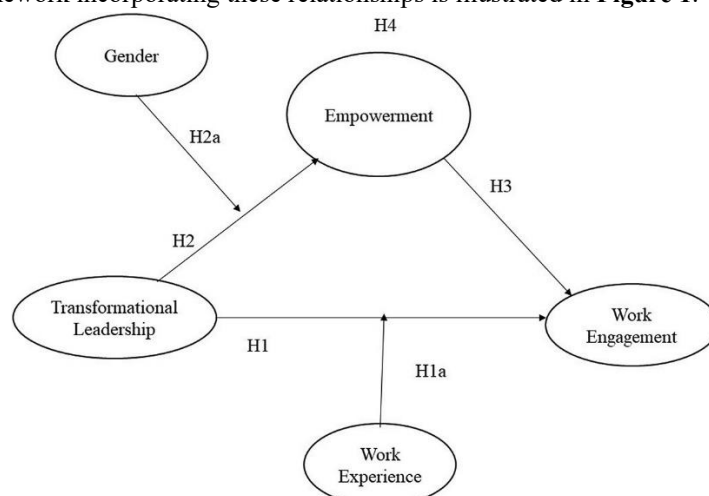 ework incorporating these relationships is illustrated in Figure 1.
H4
Gender
Empowerment
H2a
H3
H2
Transformational
Leadership
Work
Engagement
H1
H1a
Work
Experience